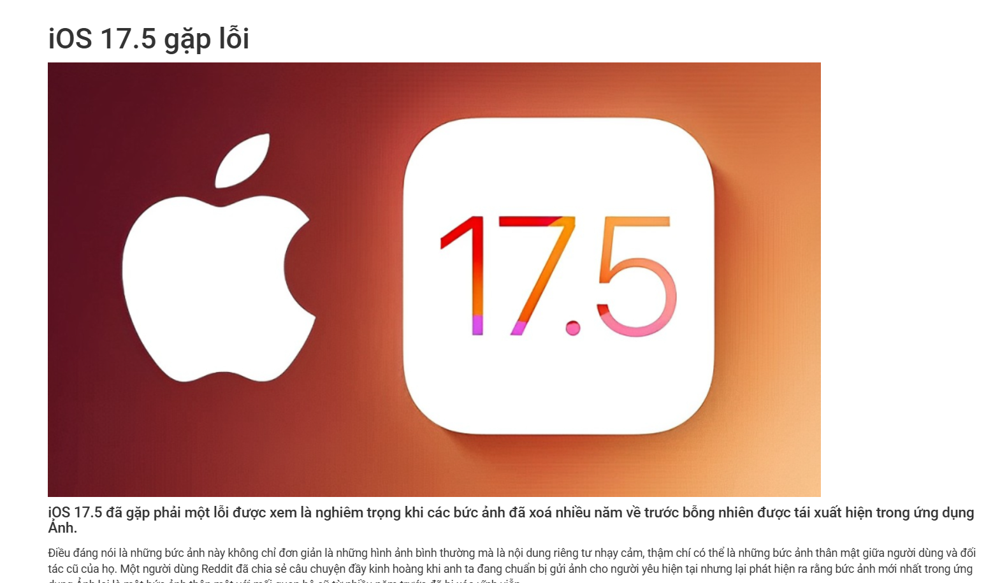 iOS 17.5 gặp lỗi
17.5
iOS 17.5 đã gặp phải một lỗi được xem là nghiêm trọng khi các bức ảnh đã xoá nhiều năm về trước bỗng nhiên được tái xuất hiện trong ứng dụng
Ảnh.
Điều đáng nói là những bức ảnh này không chỉ đơn giản là những hình ảnh bình thường mà là nội dung riêng tư nhạy cảm, thậm chí có thể là những bức ảnh thân mật giữa người dùng và đối
tác cũ của họ. Một người dùng Reddit đã chia sẻ câu chuyện đầy kinh hoàng khi anh ta đang chuẩn bị gửi ảnh cho người yêu hiện tại nhưng lại phát hiện ra rằng bức ảnh mới nhất trong ứng